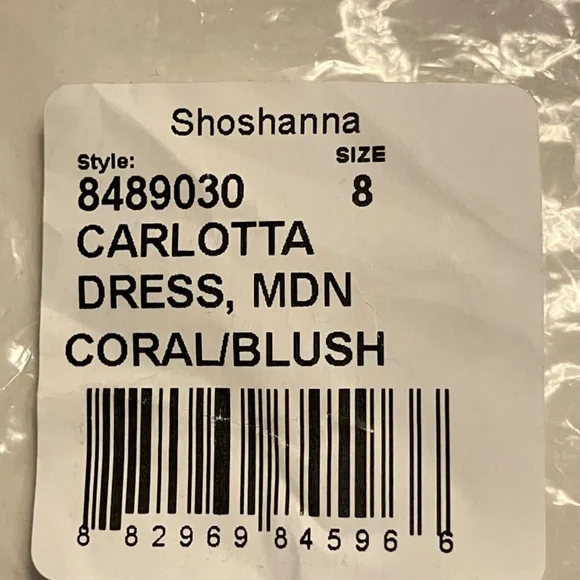 Shoshanna
Style: SIZE
8489030 8
CARLOTTA
DRESS, MDN
CORAL/BLUSH
8 82969 84596 6